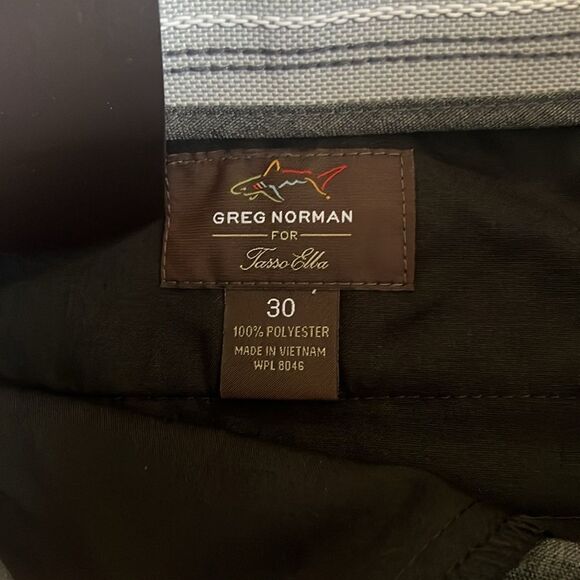 GREG NORMAN
FOR
Tasso Elba
30
100% POLYESTER
MADE IN VIETNAM
WPL 8046